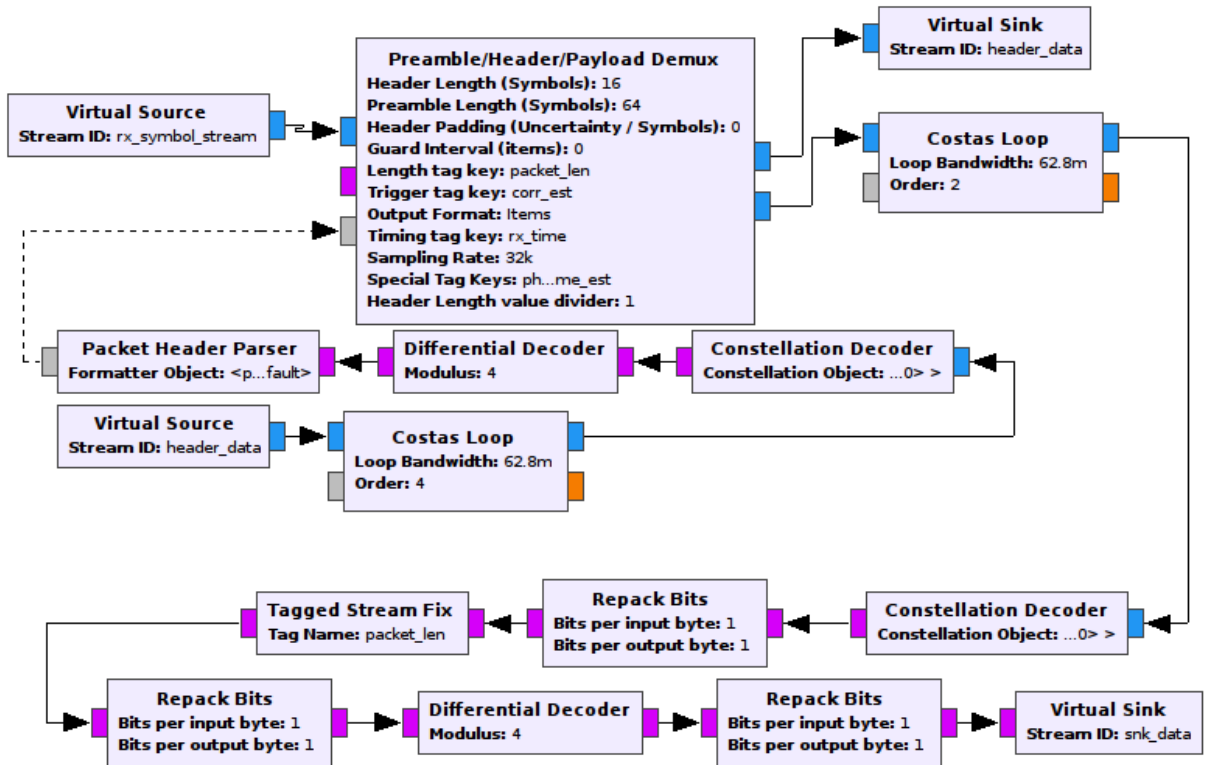 Virtual Sink
Stream ID: header_data
Preamble/Header/Payload Demux
Header Length (Symbols): 16
Preamble Length (Symbols): 64
Header Padding (Uncertainty / Symbols): 0
Guard Interval (items): 0
Length tag key: packet_len
Trigger tag key: corr_est
Output Format: Items
Timing tag key: rx_time
Sampling Rate: 32k
Special Tag Keys: ph...me_est
Header Length value divider: 1
Virtual Source
Stream ID: rx_symbol_stream
Costas Loop
Loop Bandwidth: 62.8m
Order: 2
Packet Header Parser
Formatter Object: <p...fault>
Differential Decoder
Modulus: 4
Constellation Decoder
Constellation Object: ...0> >
Virtual Source
Stream ID: header_data
Costas Loop
Loop Bandwidth: 62.8m
Order: 4
Tagged Stream Fix
Tag Name: packet_len
Repack Bits
Bits per input byte: 1
Bits per output byte: 1
Constellation Decoder
Constellation Object: ...0> >
Repack Bits
Bits per input byte: 1
Bits per output byte: 1
Differential Decoder
Modulus: 4
Repack Bits
Bits per input byte: 1
Bits per output byte: 1
Virtual Sink
Stream ID: snk_data